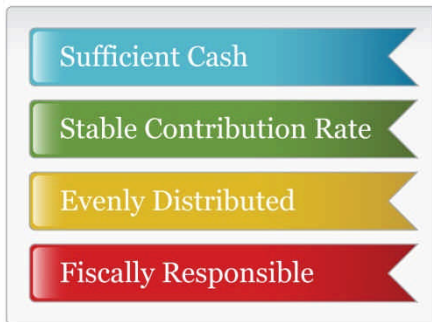 Sufficient Cash
Stable Contribution Rate
Evenly Distributed
Fiscally Responsible